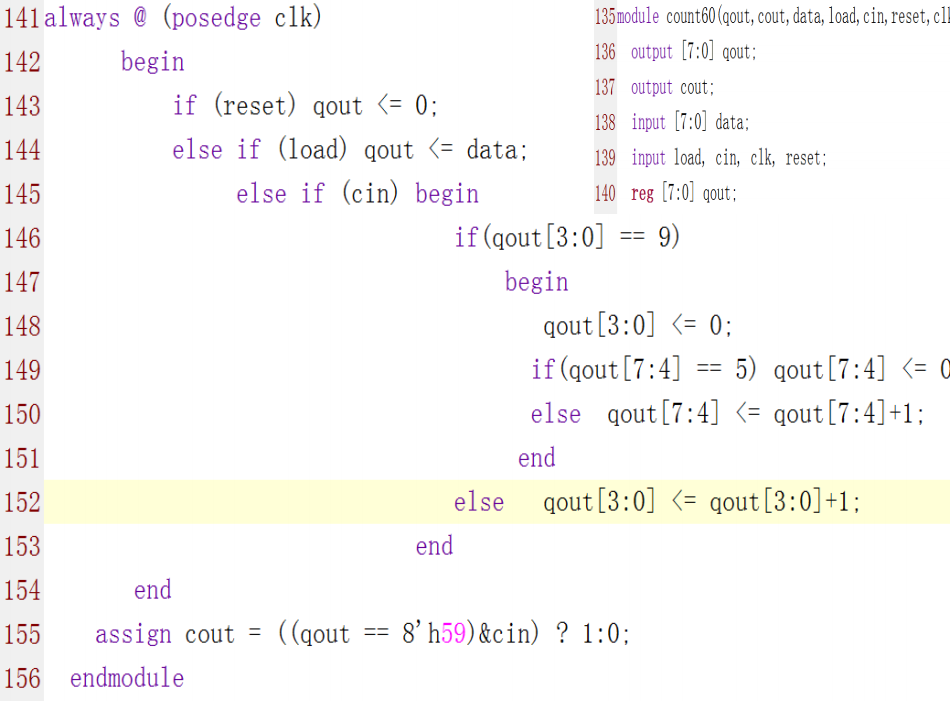 135 module count60(qout,cout,data,load,cin,reset,cl
136 output [7:0] qout;
137 output cout;
138 input [7:0] data;
139 input load, cin, clk, reset;
140 reg [7:0] qout;
141 always @ (posedge clk)
142 begin
143 if (reset) qout <= 0;
144 else if (load) qout <= data;
145 else if (cin) begin
146 if(qout[3:0] == 9)
147 begin
148 qout[3:0] <= 0;
149 if(qout[7:4] == 5) qout[7:4] <= 0
150 else qout[7:4] <= qout[7:4]+1;
151 end
152 else qout[3:0] <= qout[3:0]+1;
153 end
154 end
155 assign cout = ((qout == 8'h59)&cin) ? 1:0;
156 endmodule